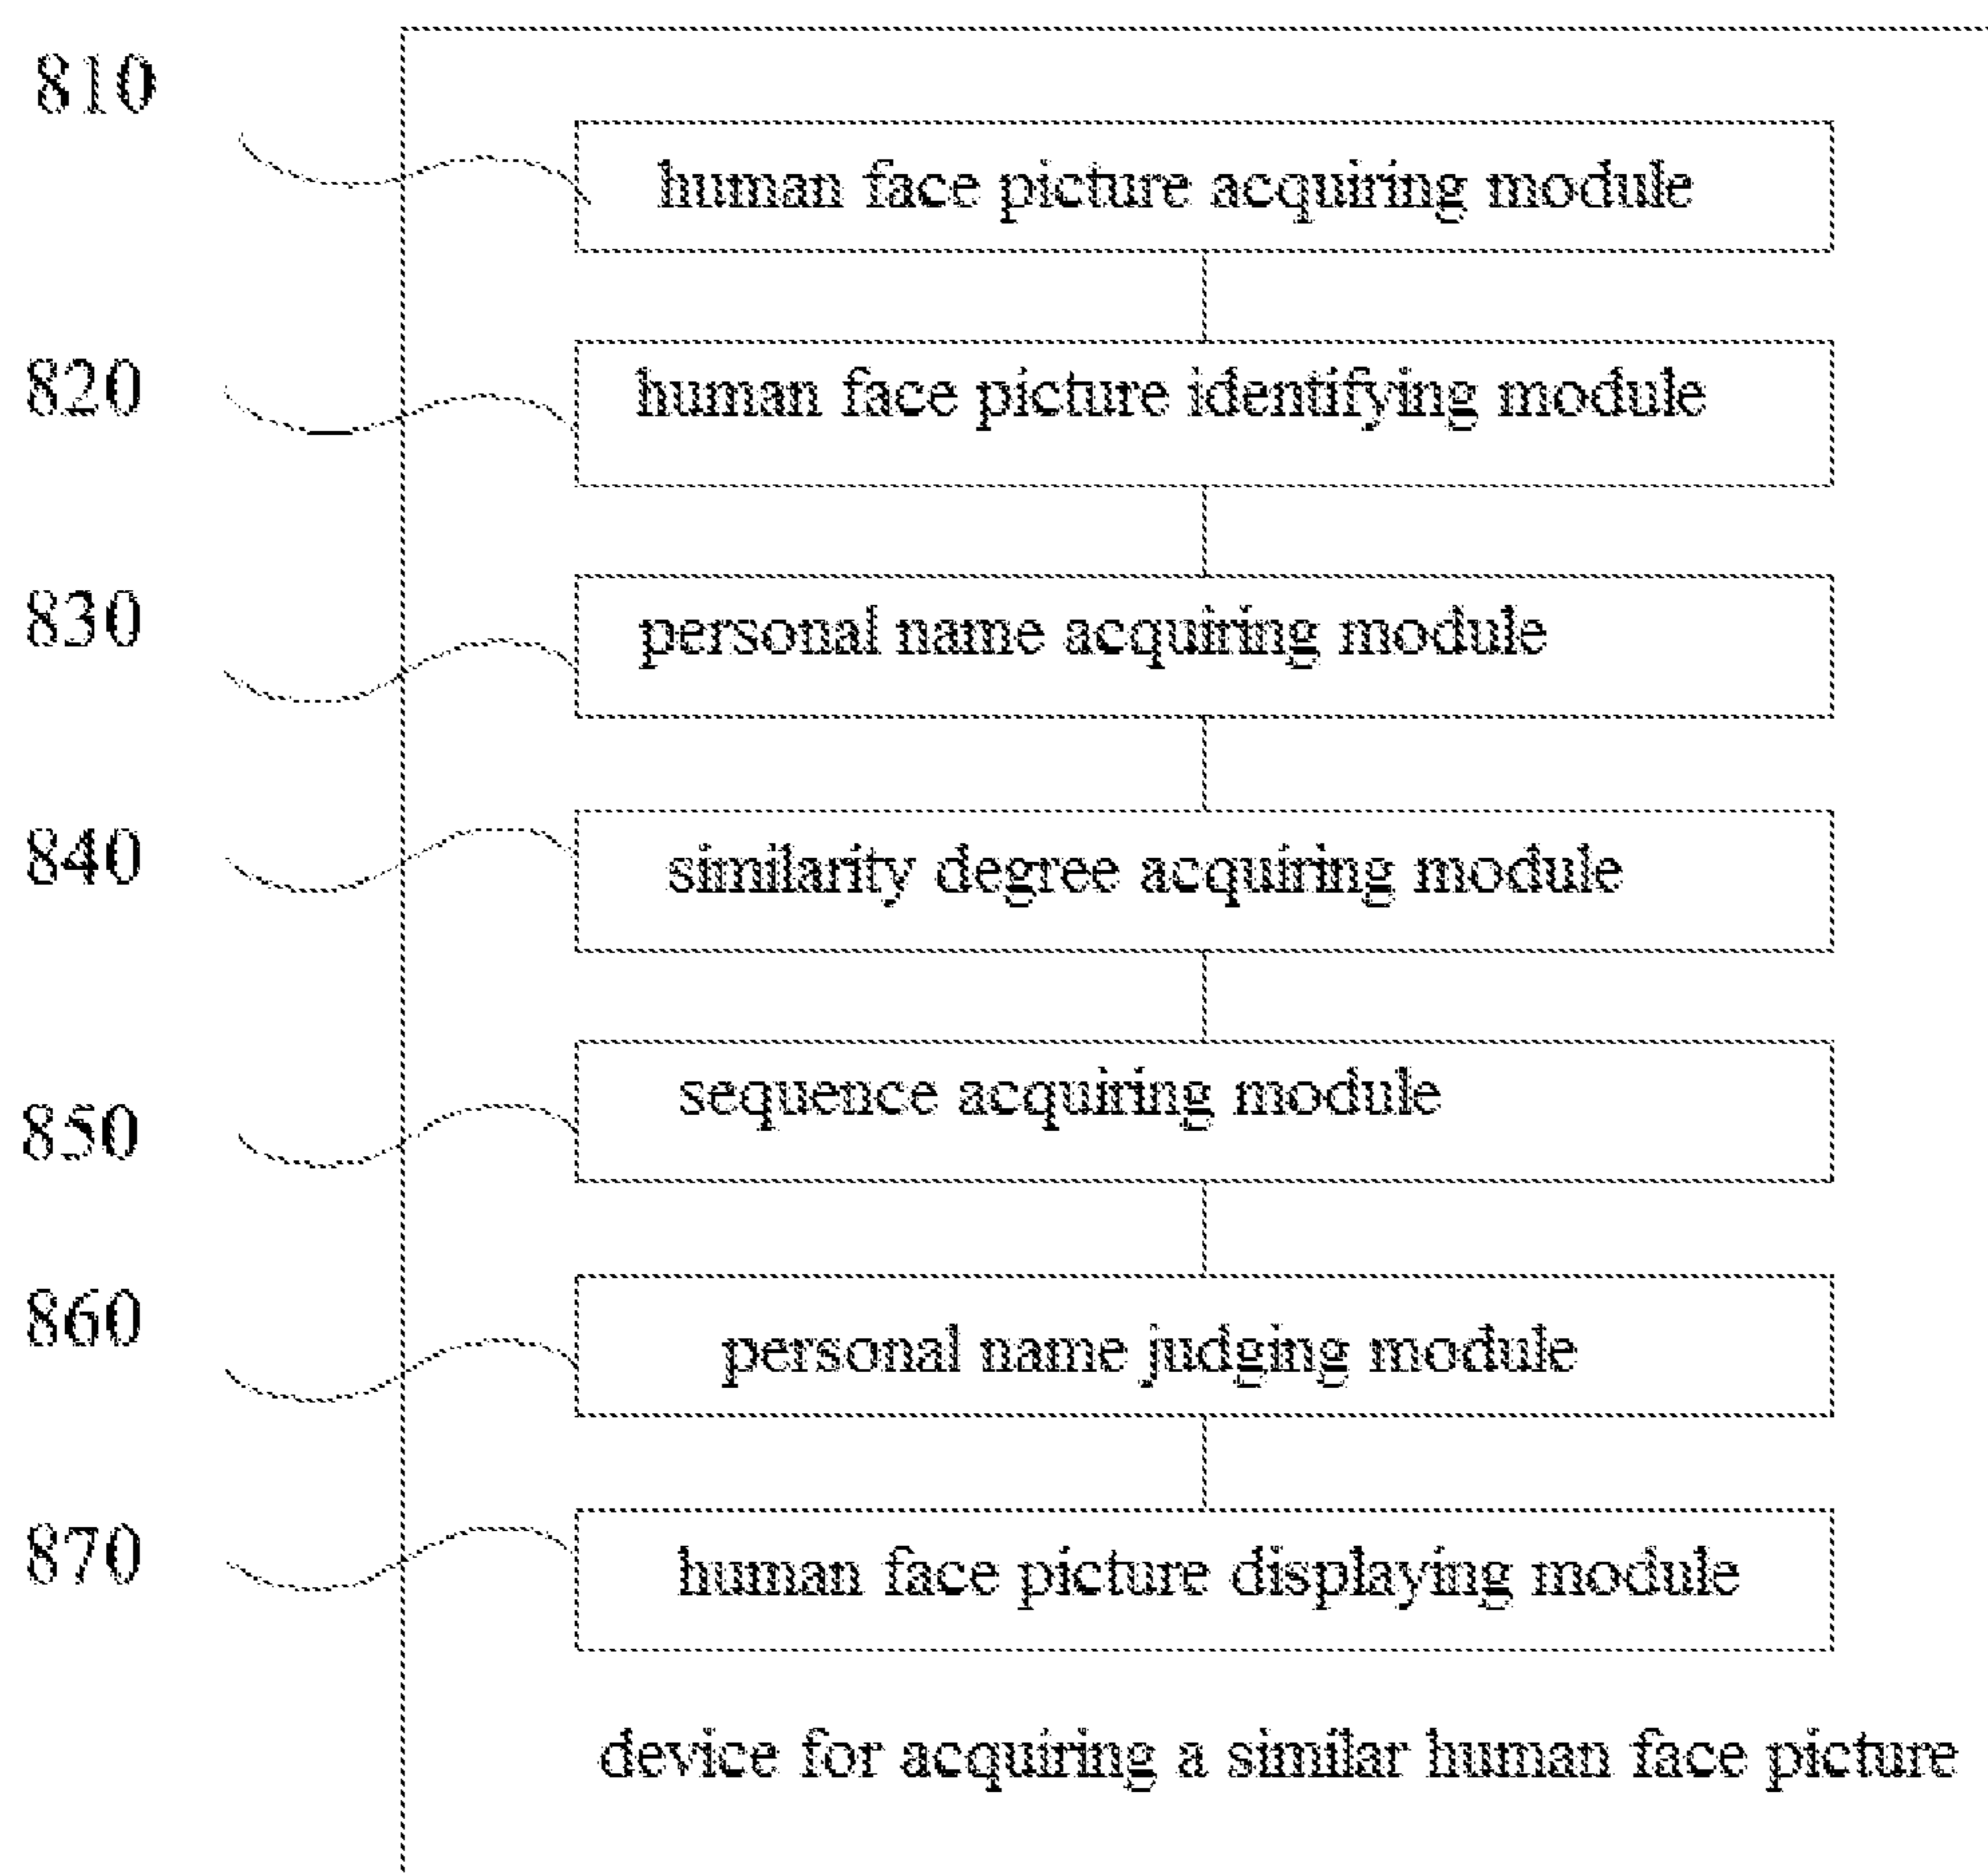 810
human face picture acquiring module
820
human face picture identifying module
830
personal name acquiring module
840
similarity degree acquiring module
850
sequence acquiring module
860
personal name judging module
870
human face picture displaying module
device for acquiring a similar human face picture